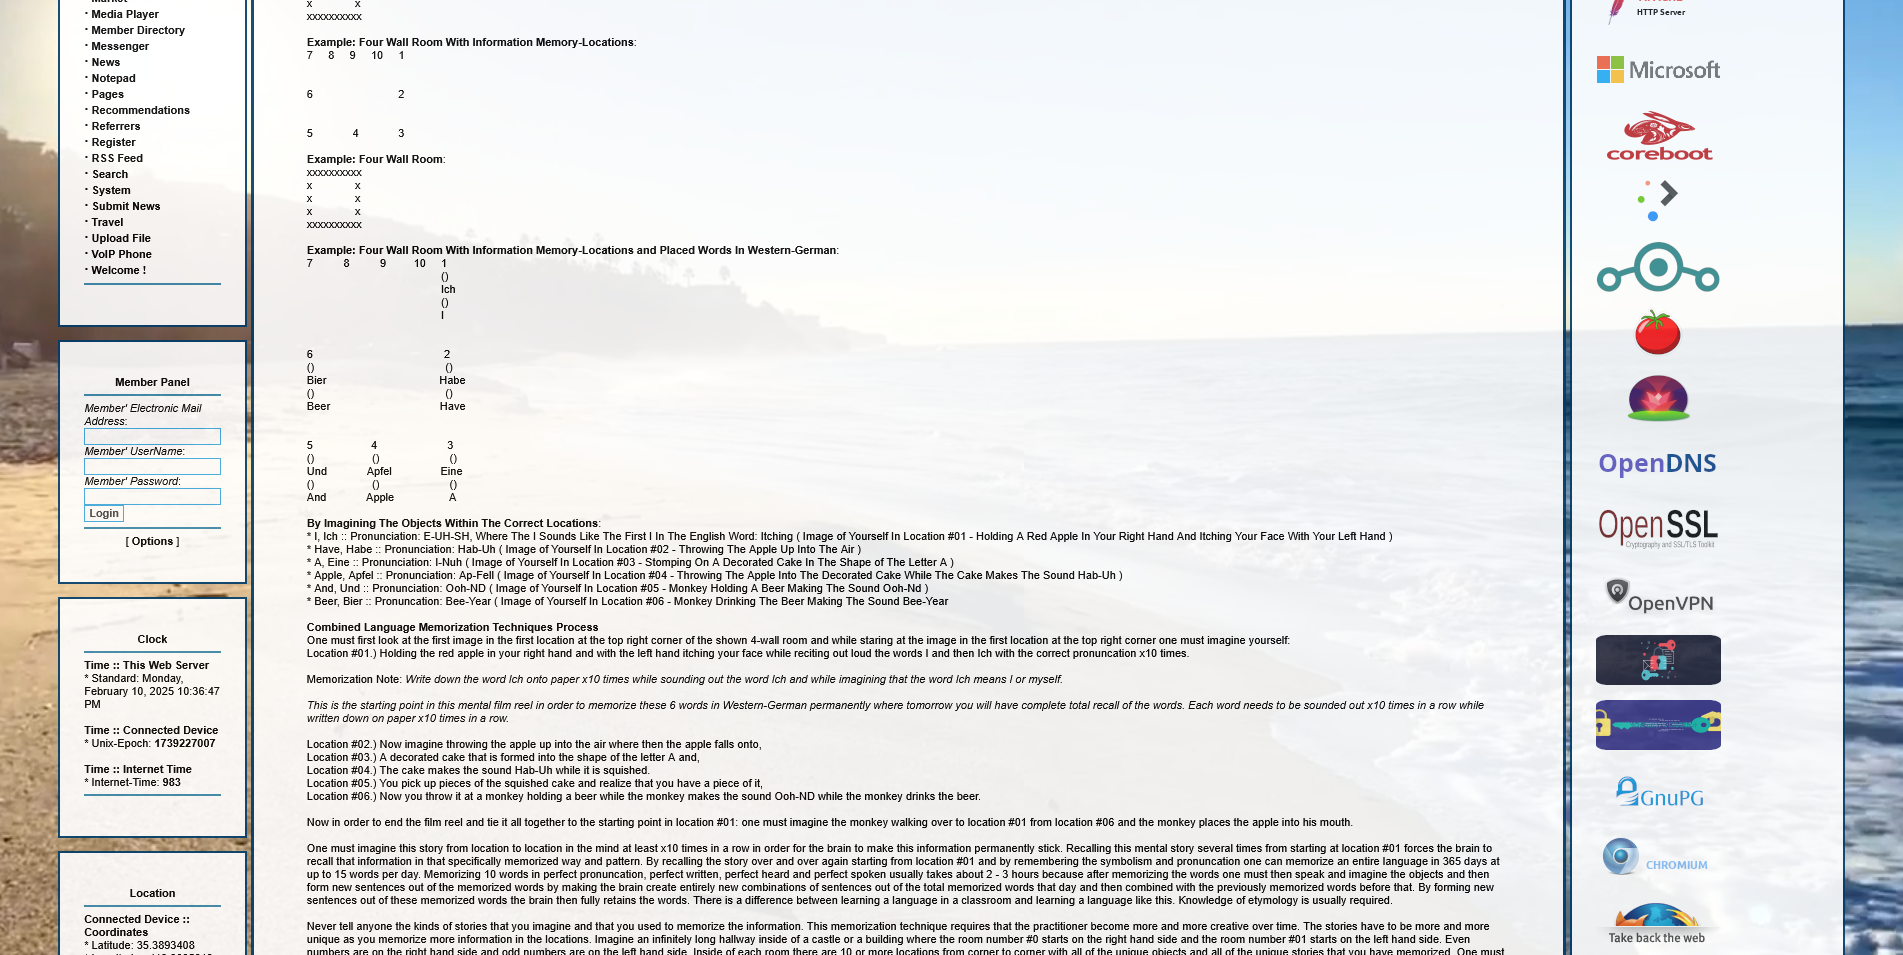 · Media Player
· Member Directory
· Messenger
· News
· Notepad
· Pages
· Recommendations
· Referrers
· Register
· RSS Feed
· Search
· System
· Submit News
· Travel
· Upload File
· VoIP Phone
· Welcome !
Member Panel
Member' Electronic Mail
Address:
Member' UserName:
Member' Password:
Login
[ Options ]
Clock
Time :: This Web Server
* Standard: Monday,
February 10, 2025 10:36:47
PM
Time :: Connected Device
* Unix-Epoch: 1739227007
Time :: Internet Time
* Internet-Time: 983
Location
Connected Device ::
Coordinates
* Latitude: 35.3893408
x x
xxxxxxxxxx
Example: Four Wall Room With Information Memory-Locations:
7 8 9 10 1
6 2
5 4 3
Example: Four Wall Room:
xxxxxxxxxx
x x
x x
x x
xxxxxxxxxx
Example: Four Wall Room With Information Memory-Locations and Placed Words In Western-German:
7 8 9 10 1
()
Ich
()
I
6 2
() ()
Bier Habe
() ()
Beer Have
5 4 3
() () ()
Und Apfel Eine
() () ()
And Apple A
By Imagining The Objects Within The Correct Locations:
* I, Ich :: Pronunciation: E-UH-SH, Where The I Sounds Like The First I In The English Word: Itching ( Image of Yourself In Location #01 - Holding A Red Apple In Your Right Hand And Itching Your Face With Your Left Hand )
* Have, Habe :: Pronunciation: Hab-Uh ( Image of Yourself In Location #02 - Throwing The Apple Up Into The Air )
* A, Eine :: Pronuncation: I-Nuh ( Image of Yourself In Location #03 - Stomping On A Decorated Cake In The Shape of The Letter A )
* Apple, Apfel :: Pronuncation: Ap-Fell ( Image of Yourself In Location #04 - Throwing The Apple Into The Decorated Cake While The Cake Makes The Sound Hab-Uh )
* And, Und :: Pronuncation: Ooh-ND ( Image of Yourself In Location #05 - Monkey Holding A Beer Making The Sound Ooh-Nd )
* Beer, Bier :: Pronuncation: Bee-Year ( Image of Yourself In Location #06 - Monkey Drinking The Beer Making The Sound Bee-Year
Combined Language Memorization Techniques Process
One must first look at the first image in the first location at the top right corner of the shown 4-wall room and while staring at the image in the first location at the top right corner one must imagine yourself:
Location #01.) Holding the red apple in your right hand and with the left hand itching your face while reciting out loud the words I and then Ich with the correct pronuncation x10 times.
Memorization Note: Write down the word Ich onto paper x10 times while sounding out the word Ich and while imagining that the word Ich means I or myself.
This is the starting point in this mental film reel in order to memorize these 6 words in Western-German permanently where tomorrow you will have complete total recall of the words. Each word needs to be sounded out x10 times in a row while
written down on paper x10 times in a row.
Location #02.) Now imagine throwing the apple up into the air where then the apple falls onto,
Location #03.) A decorated cake that is formed into the shape of the letter A and,
Location #04.) The cake makes the sound Hab-Uh while it is squished.
Location #05.) You pick up pieces of the squished cake and realize that you have a piece of it,
Location #06.) Now you throw it at a monkey holding a beer while the monkey makes the sound Ooh-ND while the monkey drinks the beer.
Now in order to end the film reel and tie it all together to the starting point in location #01: one must imagine the monkey walking over to location #01 from location #06 and the monkey places the apple into his mouth.
One must imagine this story from location to location in the mind at least x10 times in a row in order for the brain to make this information permanently stick. Recalling this mental story several times from starting at location #01 forces the brain to
recall that information in that specifically memorized way and pattern. By recalling the story over and over again starting from location #01 and by remembering the symbolism and pronuncation one can memorize an entire language in 365 days at
up to 15 words per day. Memorizing 10 words in perfect pronuncation, perfect written, perfect heard and perfect spoken usually takes about 2 - 3 hours because after memorizing the words one must then speak and imagine the objects and then
form new sentences out of the memorized words by making the brain create entirely new combinations of sentences out of the total memorized words that day and then combined with the previously memorized words before that. By forming new
sentences out of these memorized words the brain then fully retains the words. There is a difference between learning a language in a classroom and learning a language like this. Knowledge of etymology is usually required.
Never tell anyone the kinds of stories that you imagine and that you used to memorize the information. This memorization technique requires that the practitioner become more and more creative over time. The stories have to be more and more
unique as you memorize more information in the locations. Imagine an infinitely long hallway inside of a castle or a building where the room number #0 starts on the right hand side and the room number #01 starts on the left hand side. Even
numbers are on the right hand side and odd numbers are on the left hand side. Inside of each room there are 10 or more locations from corner to corner with all of the unique objects and all of the unique stories that you have memorized. One must
HTTP Server
Microsoft
coreboot
OpenDNS
OpenSSL
Cryptography and SSL/TLS Toolkit
OpenVPN
GnuPG
CHROMIUM
Take back the web